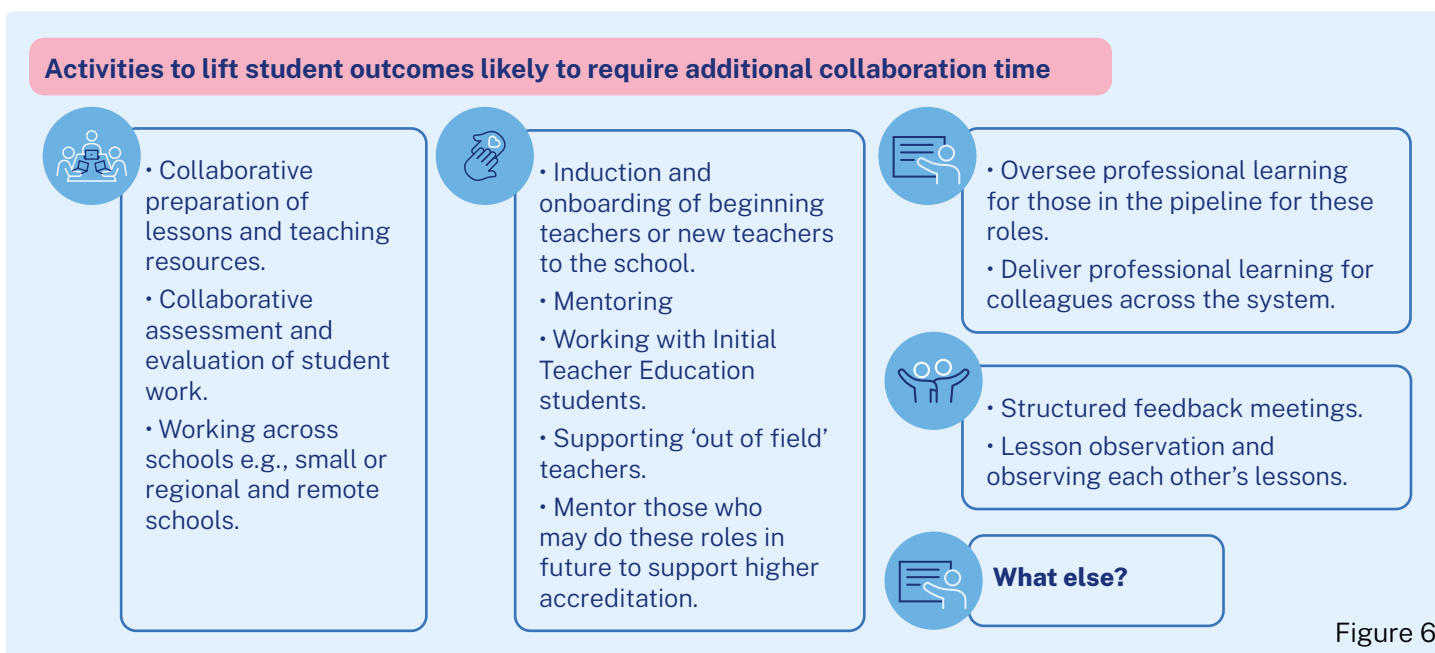 Activities to lift student outcomes likely to require additional collaboration time
• Collaborative
preparation of
lessons and teaching
resources.
• Collaborative
assessment and
evaluation of student
work.
• Working across
schools e.g., small or
regional and remote
schools.
• Induction and
onboarding of beginning
teachers or new teachers
to the school.
• Mentoring
• Working with Initial
Teacher Education
students.
• Supporting ‘out of field’
teachers.
• Mentor those who
may do these roles in
future to support higher
accreditation.
• Oversee professional learning
for those in the pipeline for these
roles.
• Deliver professional learning for
colleagues across the system.
• Structured feedback meetings.
• Lesson observation and
observing each other’s lessons.
What else?
Figure 6